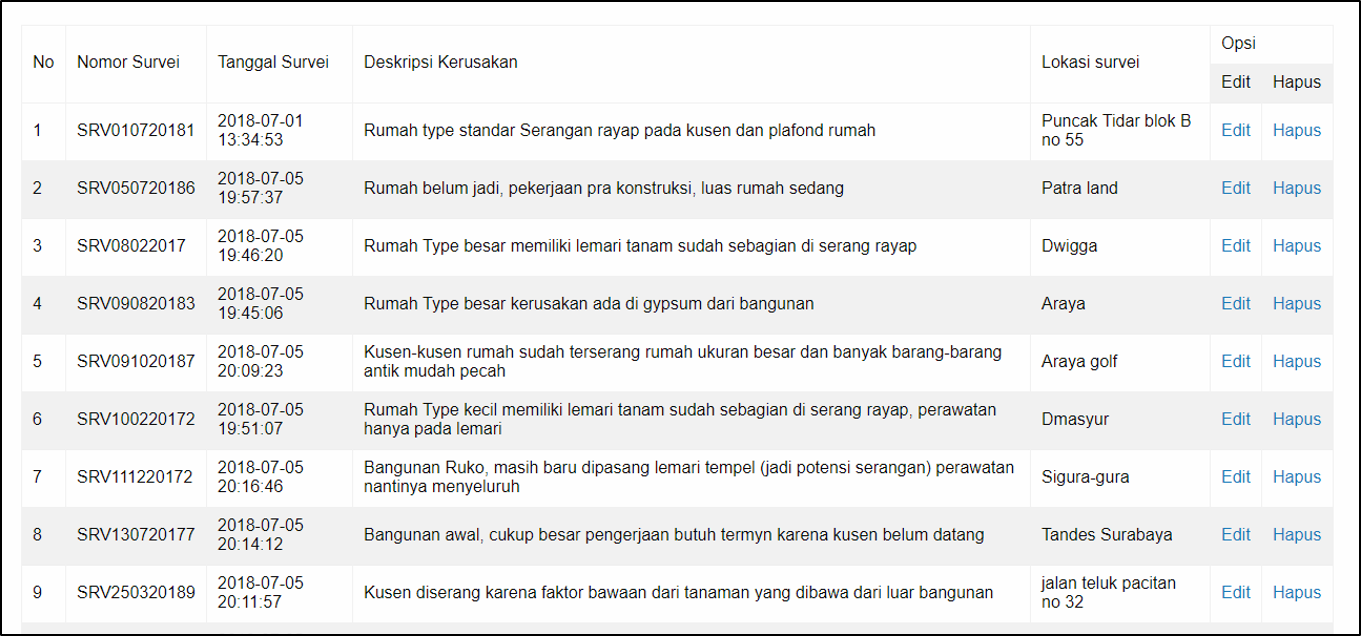 No Nomor Survei Tanggal Survei Deskripsi Kerusakan Lokasi survei Opsi
Edit Hapus
1 SRV010720181 2018-07-01 13:34:53 Rumah type standar Serangan rayap pada kusen dan plafond rumah Puncak Tidar blok B no 55 Edit Hapus
2 SRV050720186 2018-07-05 19:57:37 Rumah belum jadi, pekerjaan pra konstruksi, luas rumah sedang Patra land Edit Hapus
3 SRV08022017 2018-07-05 19:46:20 Rumah Type besar memiliki lemari tanam sudah sebagian di serang rayap Dwigga Edit Hapus
4 SRV090820183 2018-07-05 19:45:06 Rumah Type besar kerusakan ada di gypsum dari bangunan Araya Edit Hapus
5 SRV091020187 2018-07-05 20:09:23 Kusen-kusen rumah sudah terserang rumah ukuran besar dan banyak barang-barang antik mudah pecah Araya golf Edit Hapus
6 SRV100220172 2018-07-05 19:51:07 Rumah Type kecil memiliki lemari tanam sudah sebagian di serang rayap, perawatan hanya pada lemari Dmasyur Edit Hapus
7 SRV111220172 2018-07-05 20:16:46 Bangunan Ruko, masih baru dipasang lemari tempel (jadi potensi serangan) perawatan nantinya menyeluruh Sigura-gura Edit Hapus
8 SRV130720177 2018-07-05 20:14:12 Bangunan awal, cukup besar pengerjaan butuh termyn karena kusen belum datang Tandes Surabaya Edit Hapus
9 SRV250320189 2018-07-05 20:11:57 Kusen diserang karena faktor bawaan dari tanaman yang dibawa dari luar bangunan jalan teluk pacitan no 32 Edit Hapus